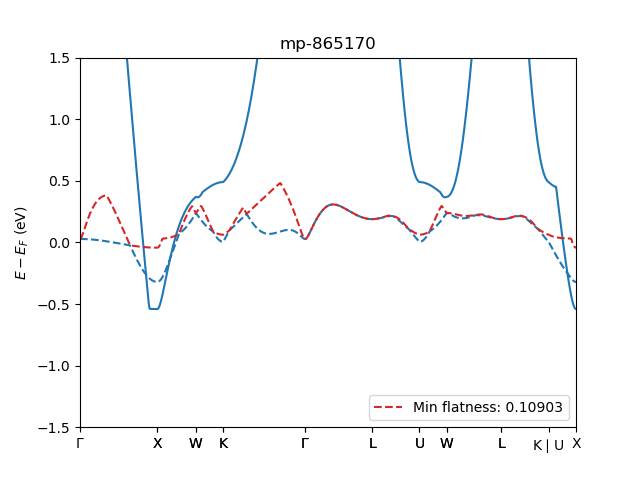 mp-865170
1.5
1.0
0.5
0.0
−0.5
−1.0
−1.5
E − E_F (eV)
Min flatness: 0.10903
Γ X W K Γ L U W L K | U X